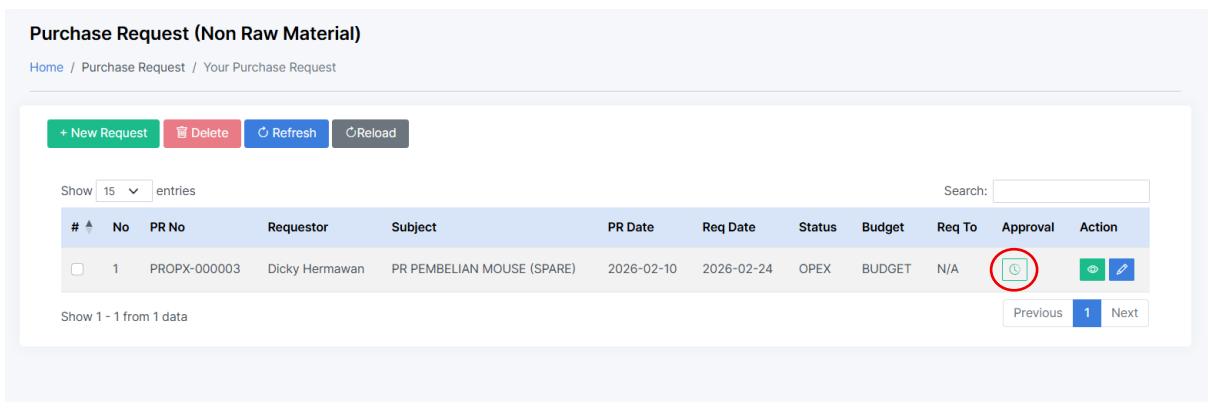 Purchase Request (Non Raw Material)
Home / Purchase Request / Your Purchase Request
+ New Request Delete Refresh Reload
Show 15 entries Search:
# No PR No Requestor Subject PR Date Req Date Status Budget Req To Approval Action
1 PROPX-000003 Dicky Hermawan PR PEMBELIAN MOUSE (SPARE) 2026-02-10 2026-02-24 OPEX BUDGET N/A
Show 1 - 1 from 1 data Previous 1 Next